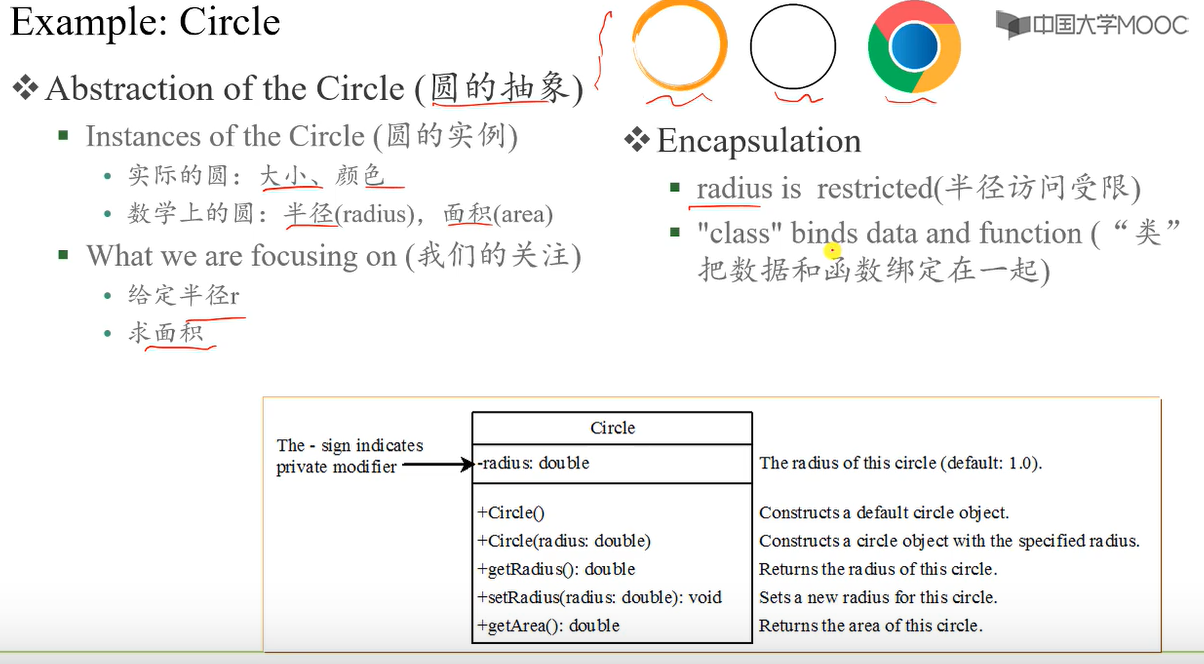 Example: Circle
中国大学MOOC
Abstraction of the Circle (圆的抽象)
Instances of the Circle (圆的实例)
实际的圆：大小、颜色
数学上的圆：半径(radius)，面积(area)
What we are focusing on (我们的关注)
给定半径r
求面积
Encapsulation
radius is restricted(半径访问受限)
"class" binds data and function (“类”
把数据和函数绑定在一起)
The - sign indicates
private modifier
Circle
-radius: double
The radius of this circle (default: 1.0).
+Circle()
Constructs a default circle object.
+Circle(radius: double)
Constructs a circle object with the specified radius.
+getRadius(): double
Returns the radius of this circle.
+setRadius(radius: double): void
Sets a new radius for this circle.
+getArea(): double
Returns the area of this circle.